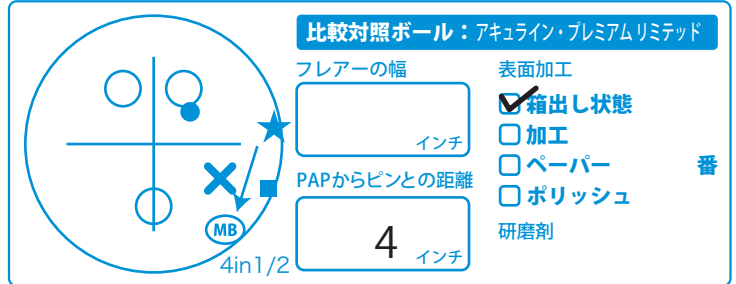 比較対照ボール：アキュライン・プレミアムリミテッド
フレアーの幅
インチ
PAPからピンとの距離
4 インチ
MB
4in1/2
表面加工
箱出し状態
加工
ペーパー 番
ポリッシュ
研磨剤